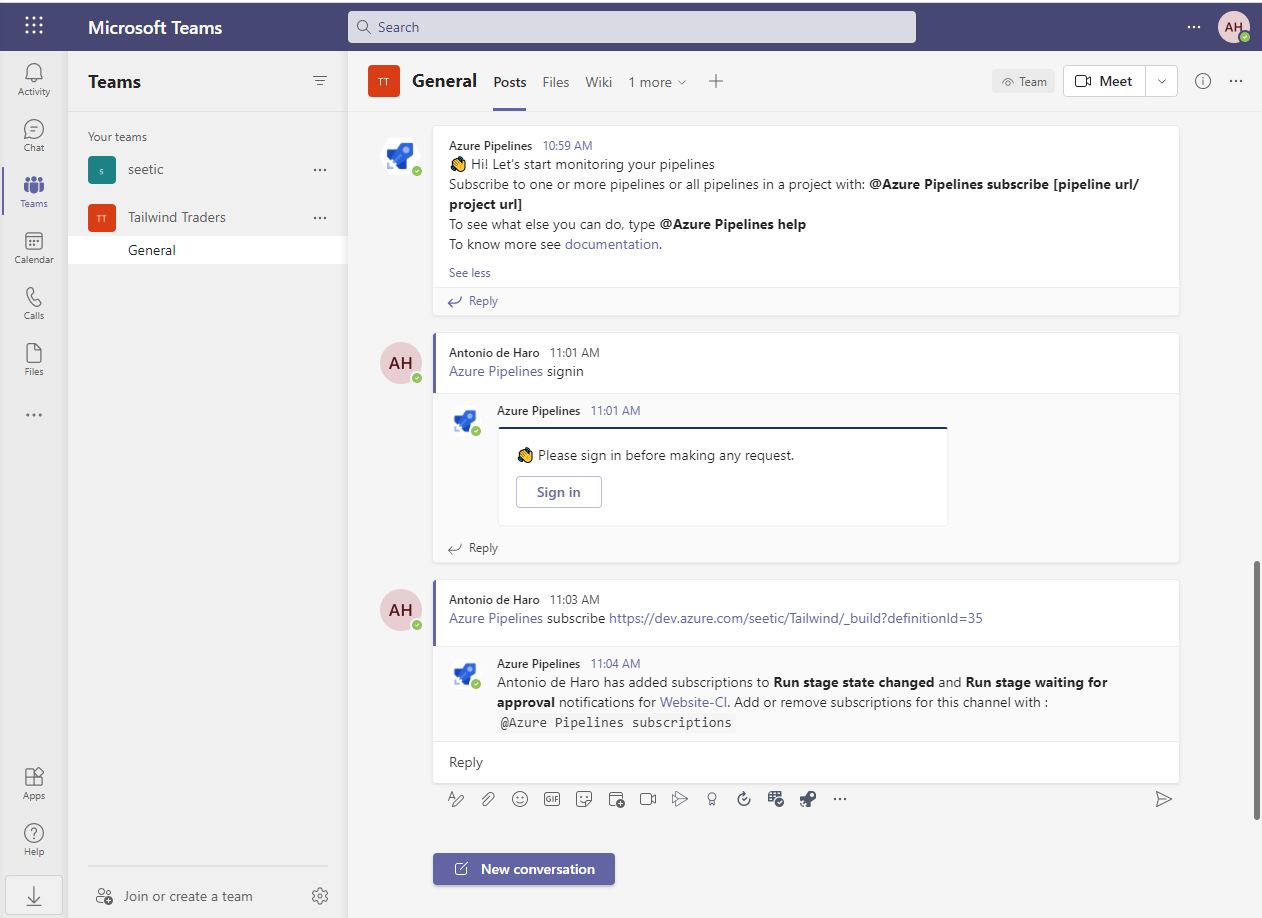 Microsoft Teams
Search
AH
Activity
Chat
Teams
Calendar
Calls
Files
Apps
Help
Teams
Your teams
s
seetic
TT
Tailwind Traders
General
Join or create a team
TT
General
Posts
Files
Wiki
1 more
Team
Meet
Azure Pipelines 10:59 AM
Hi! Let's start monitoring your pipelines
Subscribe to one or more pipelines or all pipelines in a project with: @Azure Pipelines subscribe [pipeline url/
project url]
To see what else you can do, type @Azure Pipelines help
To know more see documentation.
See less
Reply
AH
Antonio de Haro 11:01 AM
Azure Pipelines signin
Azure Pipelines 11:01 AM
Please sign in before making any request.
Sign in
Reply
AH
Antonio de Haro 11:03 AM
Azure Pipelines subscribe https://dev.azure.com/seetic/Tailwind/_build?definitionId=35
Azure Pipelines 11:04 AM
Antonio de Haro has added subscriptions to Run stage state changed and Run stage waiting for
approval notifications for Website-CI. Add or remove subscriptions for this channel with :
@Azure Pipelines subscriptions
Reply
GIF
New conversation